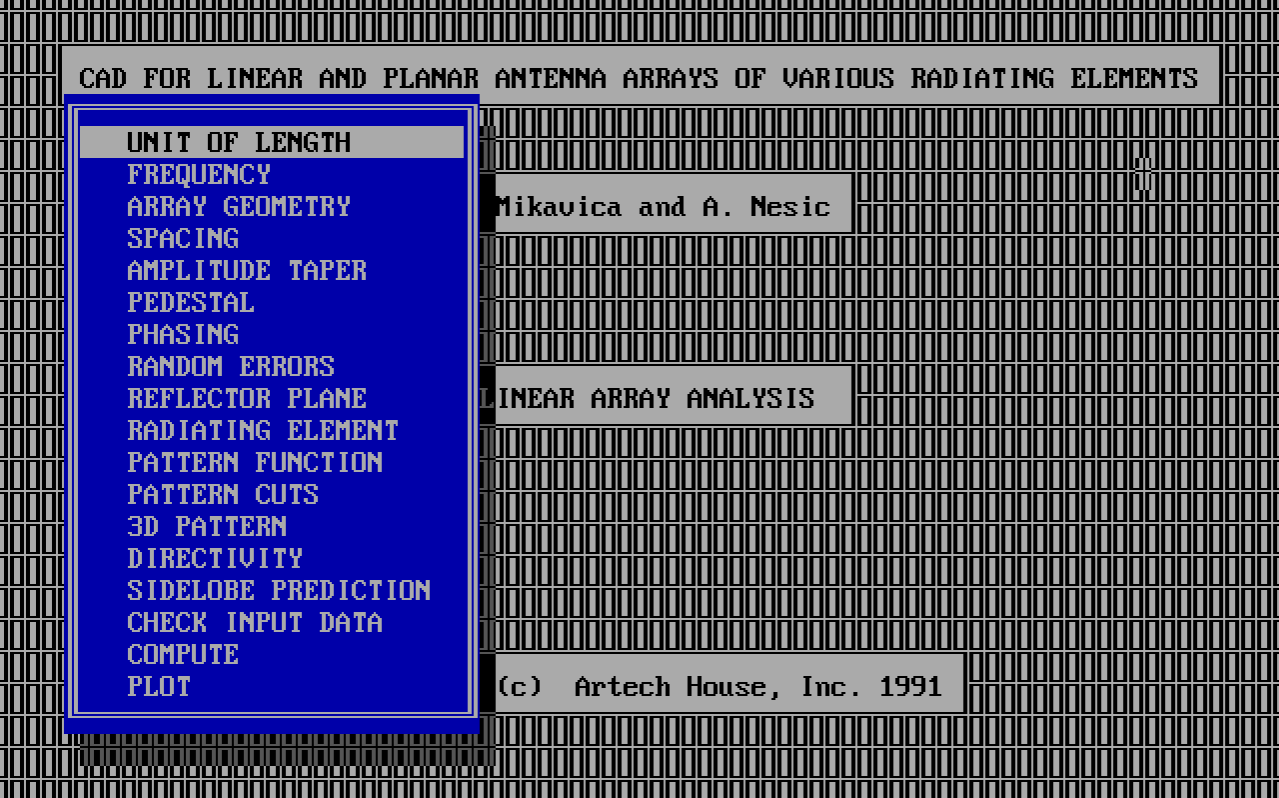 CAD FOR LINEAR AND PLANAR ANTENNA ARRAYS OF VARIOUS RADIATING ELEMENTS
UNIT OF LENGTH
FREQUENCY
ARRAY GEOMETRY
SPACING
AMPLITUDE TAPER
PEDESTAL
PHASING
RANDOM ERRORS
REFLECTOR PLANE
RADIATING ELEMENT
PATTERN FUNCTION
PATTERN CUTS
3D PATTERN
DIRECTIVITY
SIDELOBE PREDICTION
CHECK INPUT DATA
COMPUTE
PLOT
Mikavica and A. Nesic
LINEAR ARRAY ANALYSIS
(c) Artech House, Inc. 1991